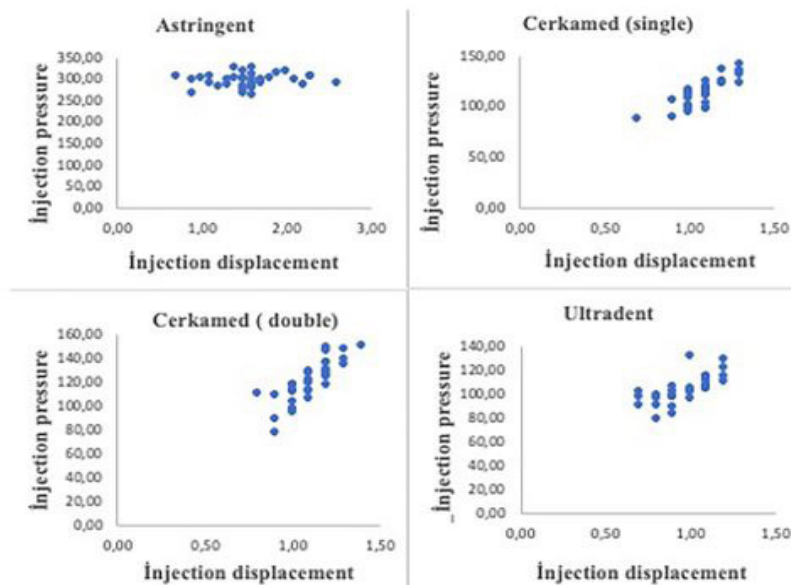 Astringent
İnjection pressure
350,00
300,00
250,00
200,00
150,00
100,00
50,00
0,00
0,00 1,00 2,00 3,00
İnjection displacement
Cerkamed (single)
İnjection pressure
150,00
100,00
50,00
0,00
0,00 0,50 1,00 1,50
İnjection displacement
Cerkamed ( double)
İnjection pressure
160,00
140,00
120,00
100,00
80,00
60,00
40,00
20,00
0,00
0,00 0,50 1,00 1,50
İnjection displacement
Ultradent
İnjection pressure
140,00
120,00
100,00
80,00
60,00
40,00
20,00
0,00
0,00 0,50 1,00 1,50
İnjection displacement